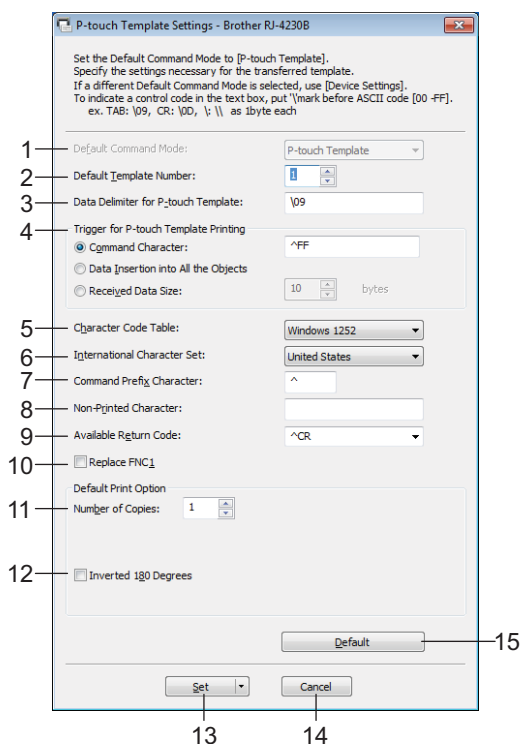 P-touch Template Settings - Brother RJ-4230B
Set the Default Command Mode to [P-touch Template].
Specify the settings necessary for the transferred template.
If a different Default Command Mode is selected, use [Device Settings].
To indicate a control code in the text box, put '\'mark before ASCII code [00 -FF].
ex. TAB: \09, CR: \0D, \: \\ as 1byte each
1 Default Command Mode: P-touch Template
2 Default Template Number: 1
3 Data Delimiter for P-touch Template: \09
4 Trigger for P-touch Template Printing
Command Character: ^FF
Data Insertion into All the Objects
Received Data Size: 10 bytes
5 Character Code Table: Windows 1252
6 International Character Set: United States
7 Command Prefix Character: ^
8 Non-Printed Character:
9 Available Return Code: ^CR
10 Replace FNC1
Default Print Option
11 Number of Copies: 1
12 Inverted 180 Degrees
Default 15
Set Cancel
13 14